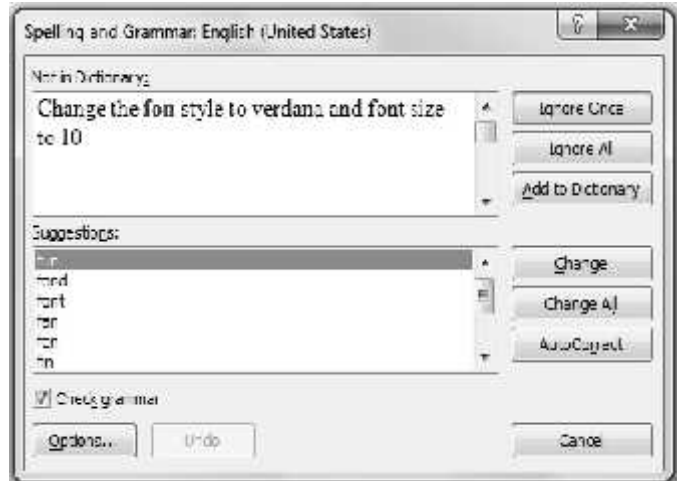 Spelling and Grammar: English (United States)
Not in Dictionary:
Change the fon style to verdana and font size
to 10
Ignore Once
Ignore All
Add to Dictionary
Suggestions:
fond
font
Change
Change All
AutoCorrect
Check grammar
Options...
Undo
Cancel